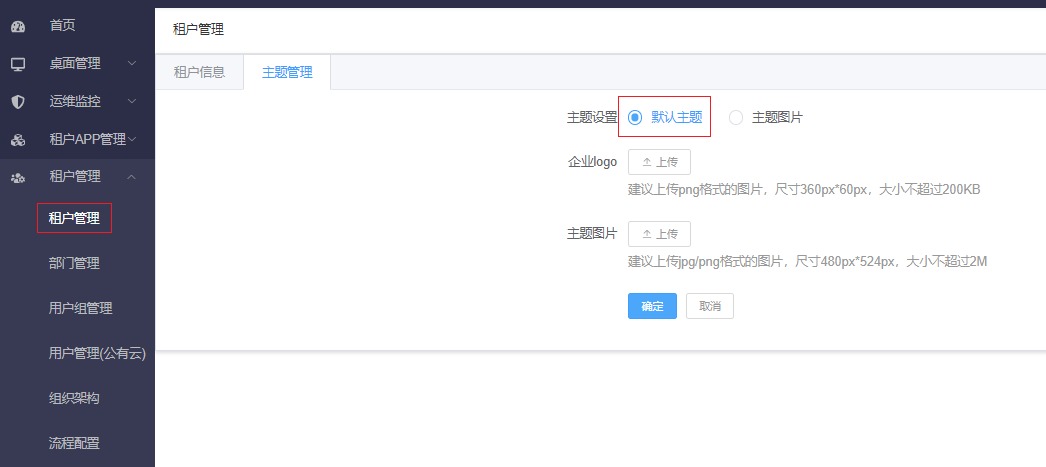 首页
桌面管理
运维监控
租户APP管理
租户管理
租户管理
部门管理
用户组管理
用户管理(公有云)
组织架构
流程配置
租户管理
租户信息 主题管理
主题设置 默认主题 主题图片
企业logo 上传
建议上传png格式的图片，尺寸360px*60px，大小不超过200KB
主题图片 上传
建议上传jpg/png格式的图片，尺寸480px*524px，大小不超过2M
确定 取消